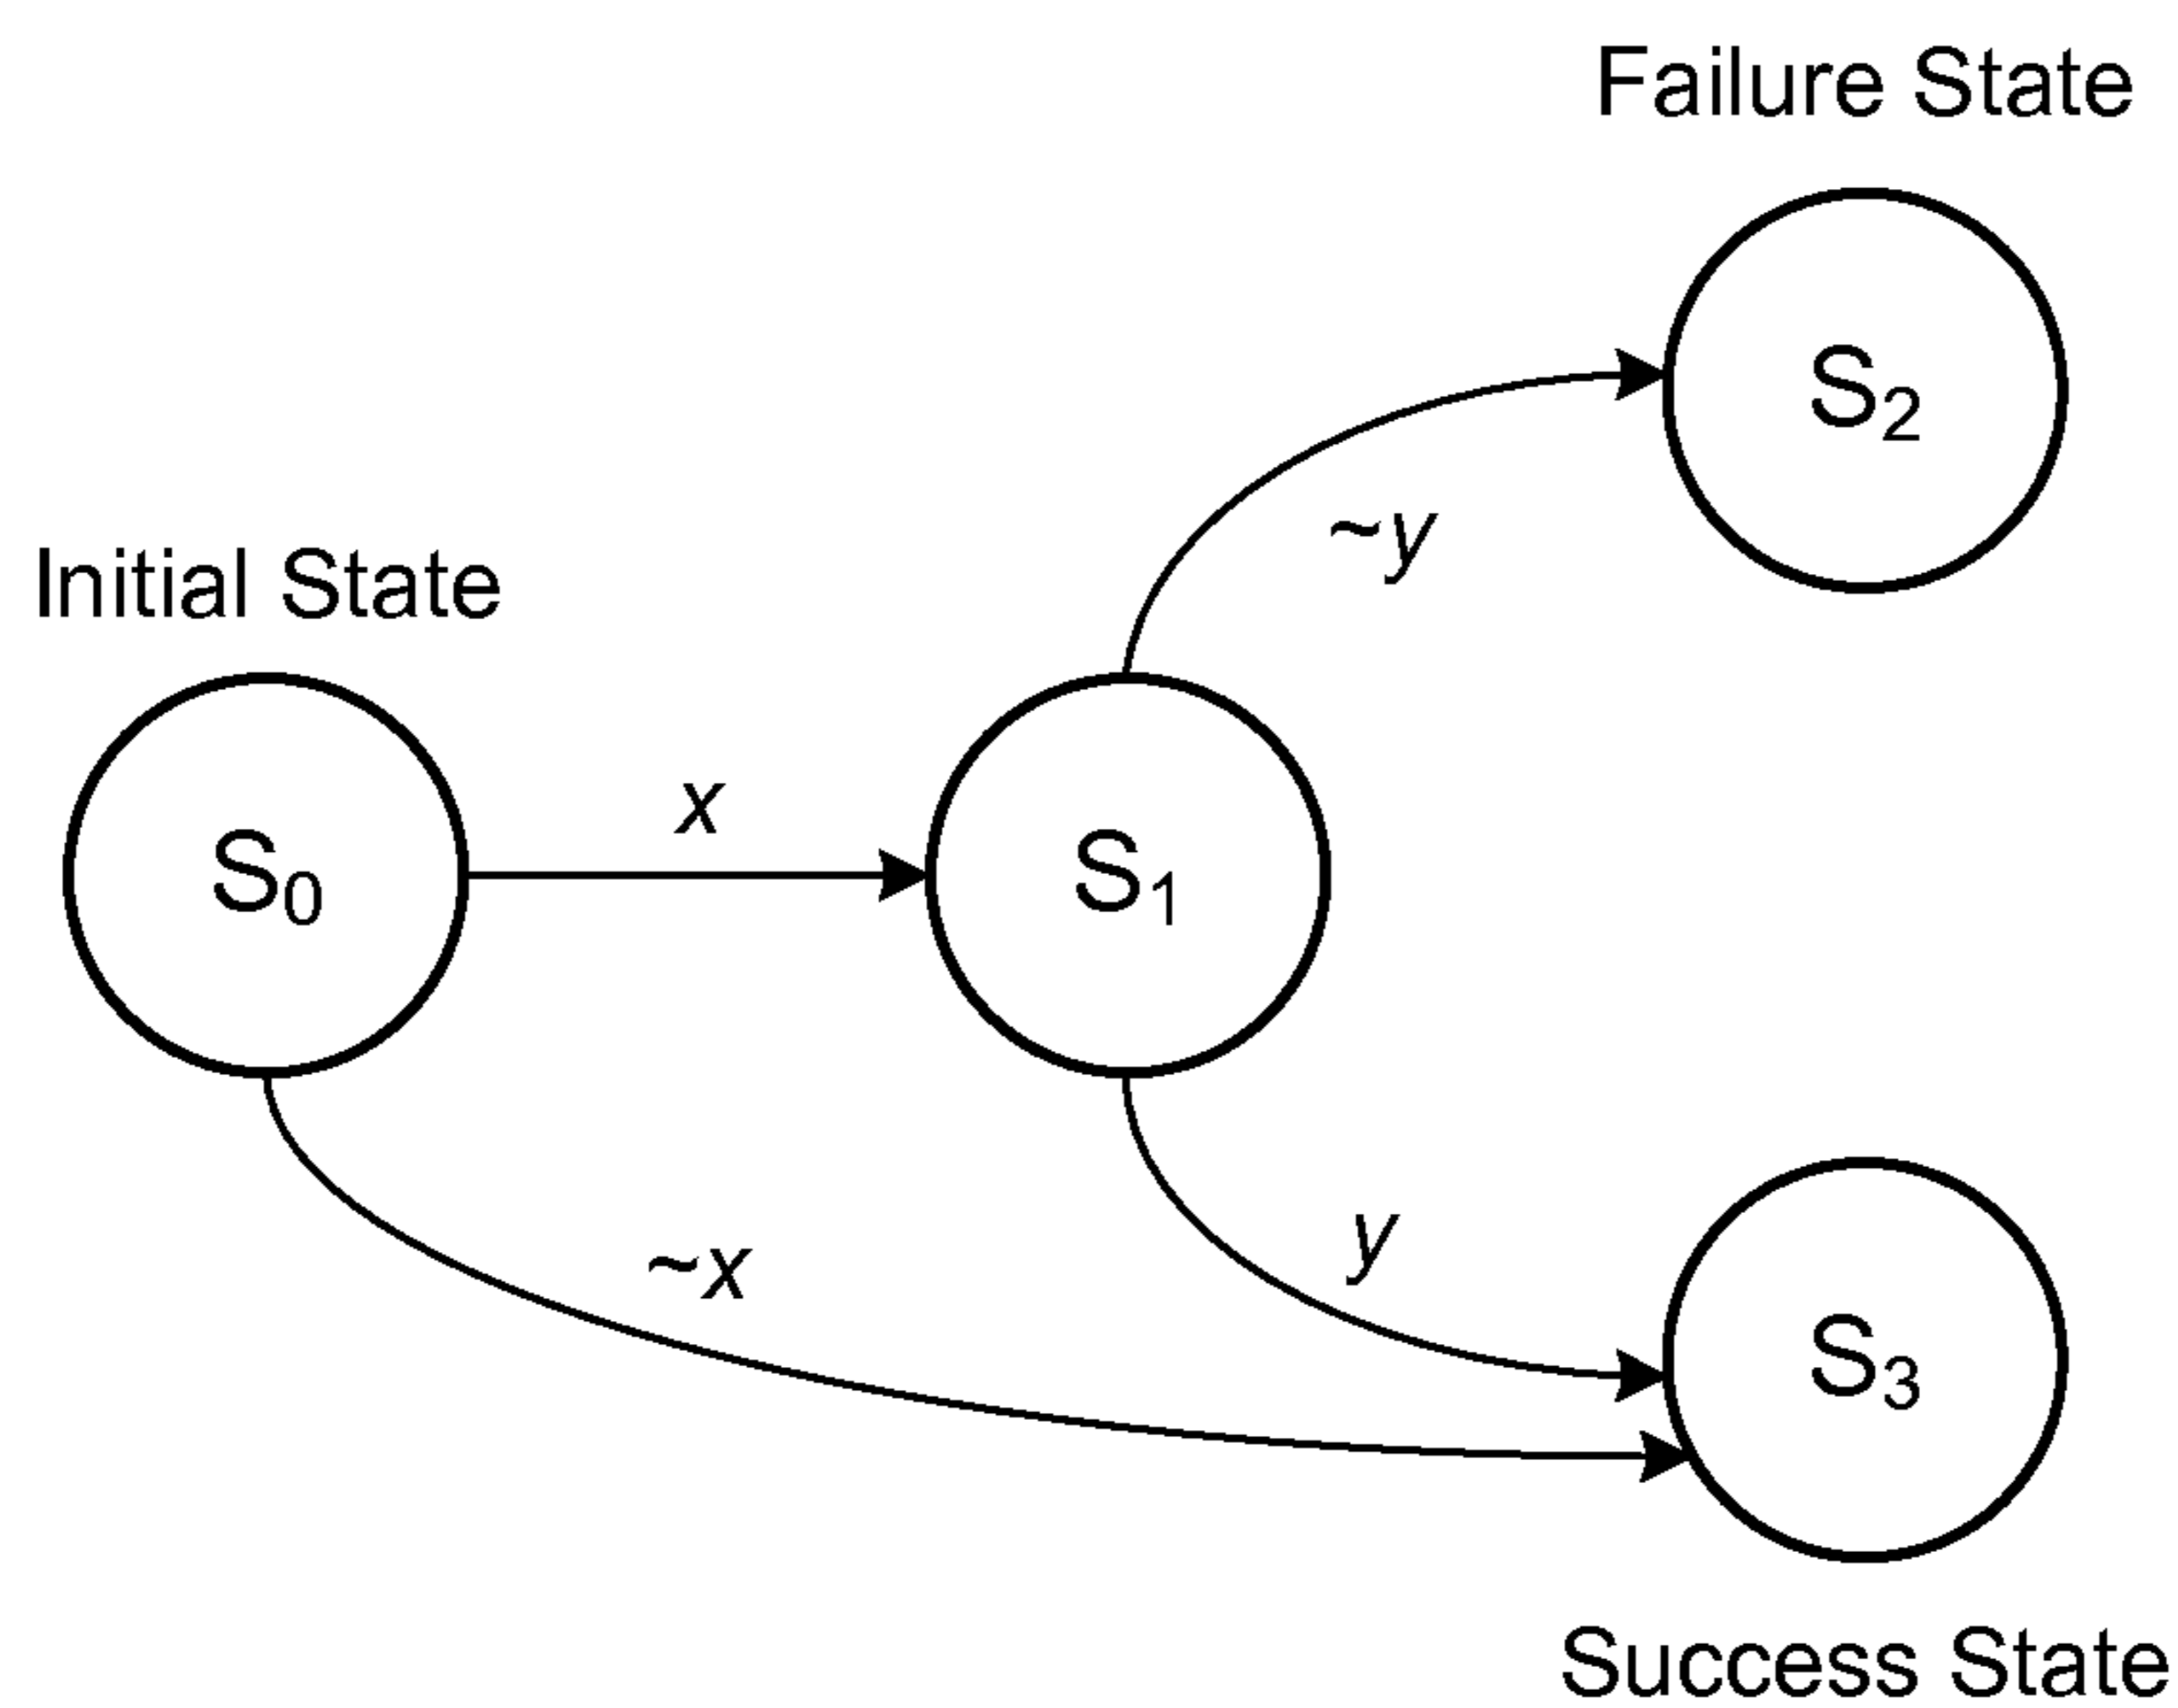 Failure State
S₂
~y
Initial State
x
S₀
S₁
y
~x
S₃
Success State